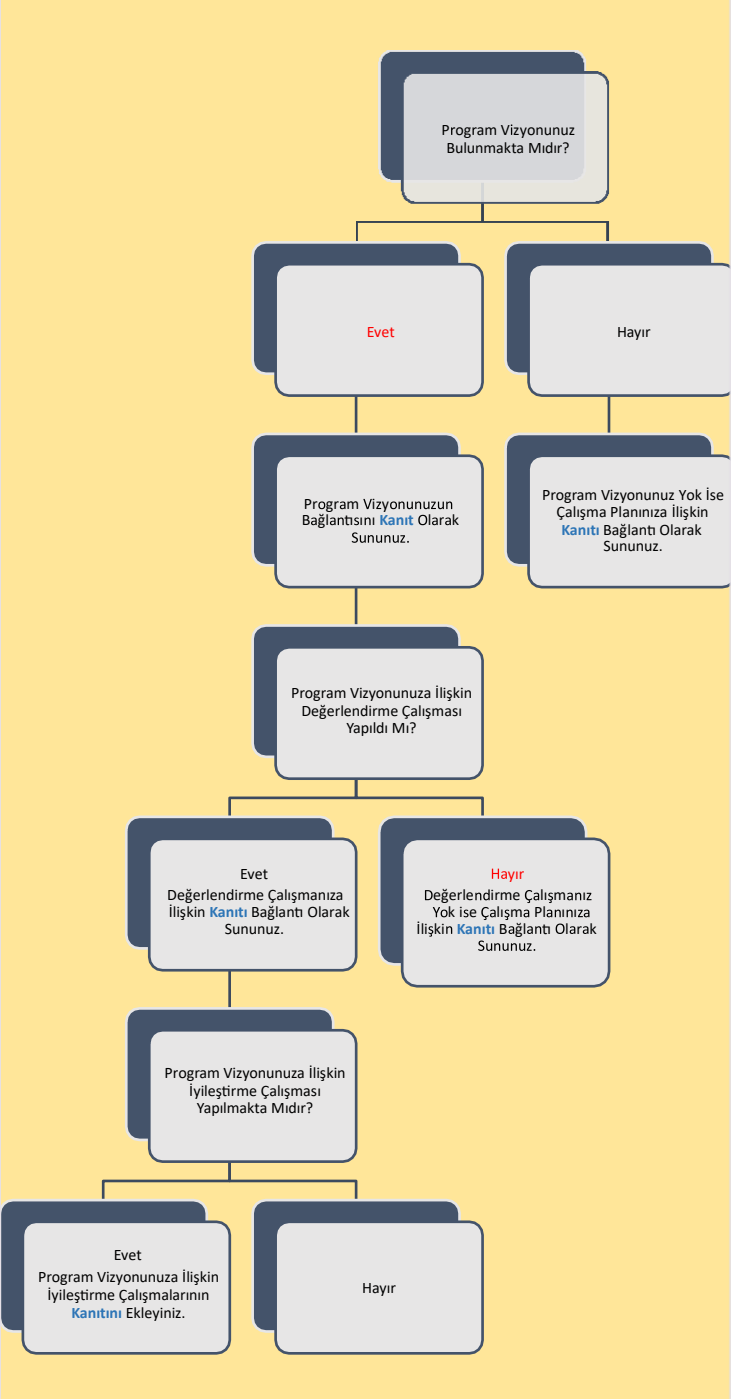 Program Vizyonunuz
Bulunmakta Mıdır?
Evet
Hayır
Program Vizyonunuzun
Bağlantısını Kanıt Olarak
Sununuz.
Program Vizyonunuz Yok İse
Çalışma Planınıza İlişkin
Kanıtı Bağlantı Olarak
Sununuz.
Program Vizyonunuza İlişkin
Değerlendirme Çalışması
Yapıldı Mı?
Evet
Değerlendirme Çalışmanıza
İlişkin Kanıtı Bağlantı Olarak
Sununuz.
Hayır
Değerlendirme Çalışmanız
Yok ise Çalışma Planınıza
İlişkin Kanıtı Bağlantı Olarak
Sununuz.
Program Vizyonunuza İlişkin
İyileştirme Çalışması
Yapılmakta Mıdır?
Evet
Program Vizyonunuza İlişkin
İyileştirme Çalışmalarının
Kanıtını Ekleyiniz.
Hayır